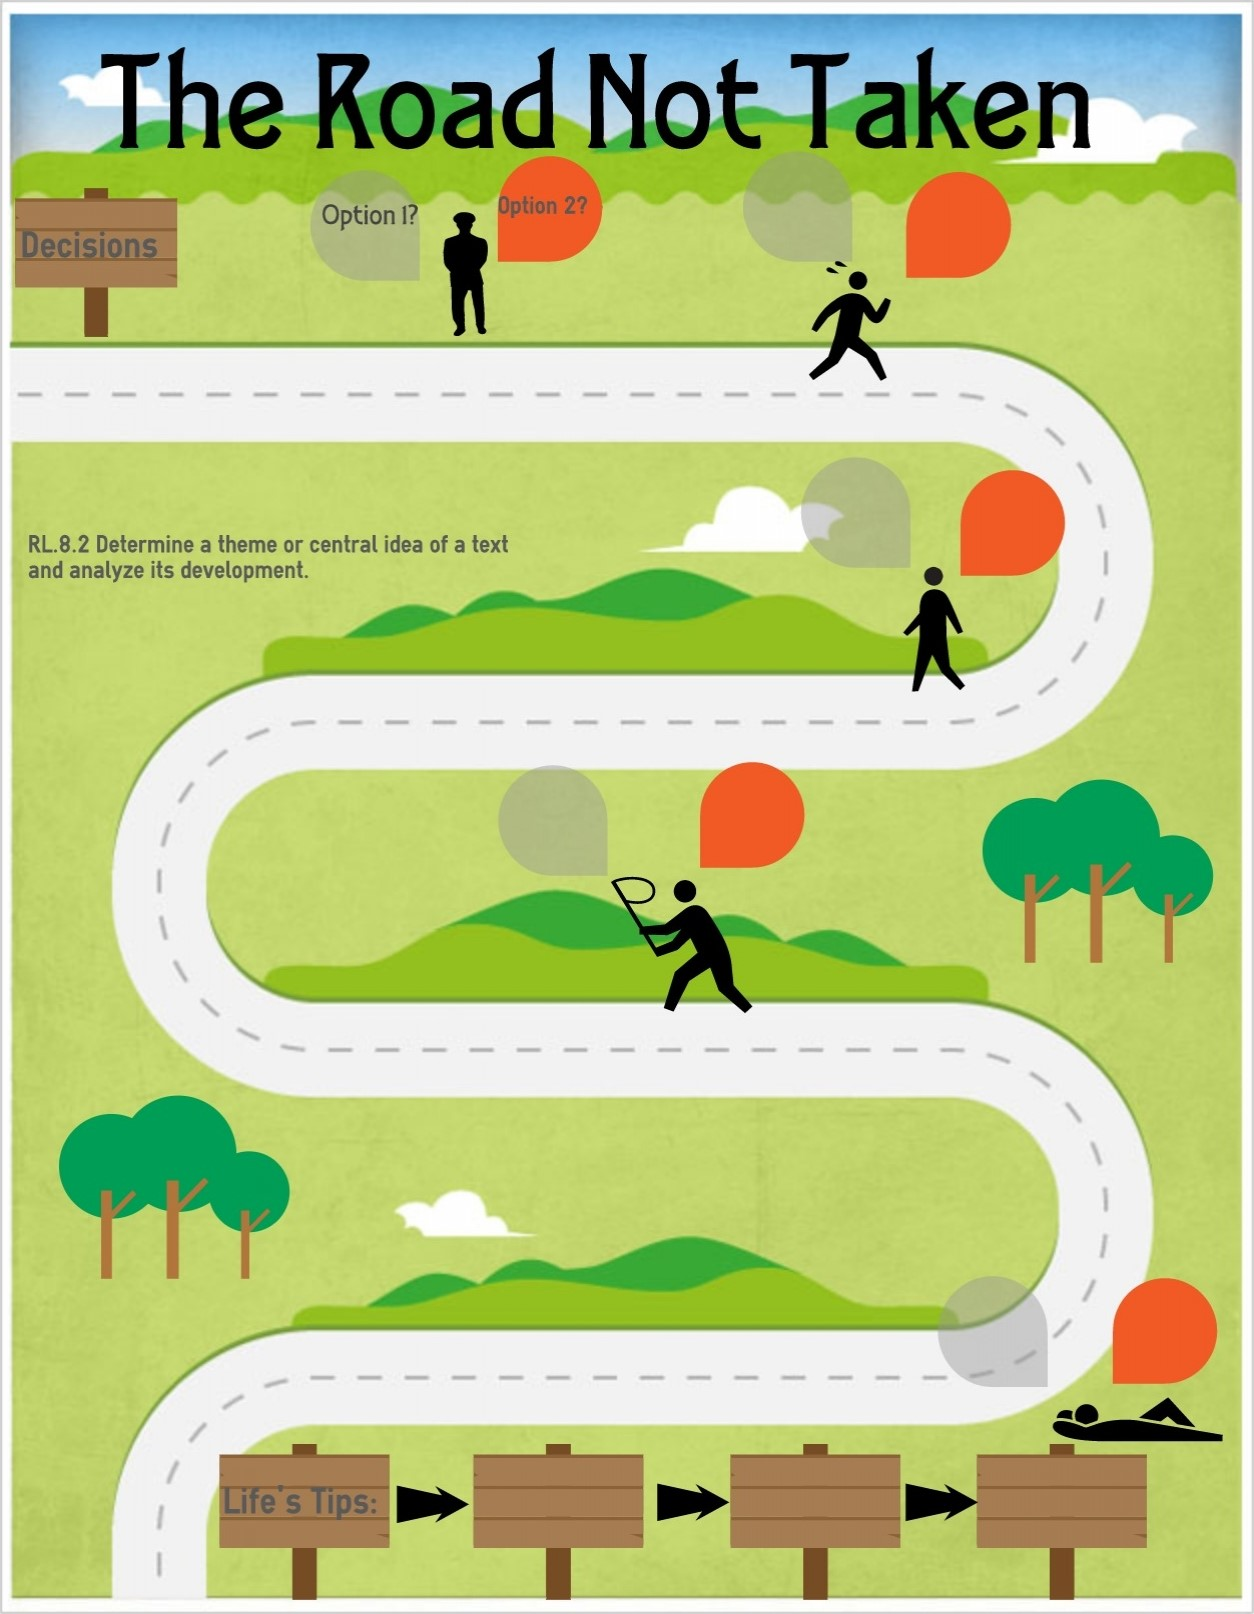 The Road Not Taken
Decisions
Option 1?
Option 2?
RL.8.2 Determine a theme or central idea of a text
and analyze its development.
Life's Tips: